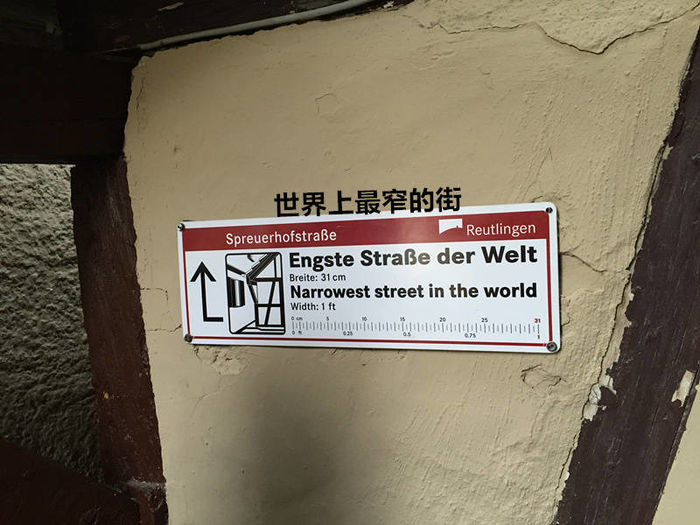 世界上最窄的街
Spreuerhofstraße
Reutlingen
Engste Straße der Welt
Breite: 31 cm
Narrowest street in the world
Width: 1 ft
0 cm 5 10 15 20 25 31
0 ft 0.25 0.5 0.75 1